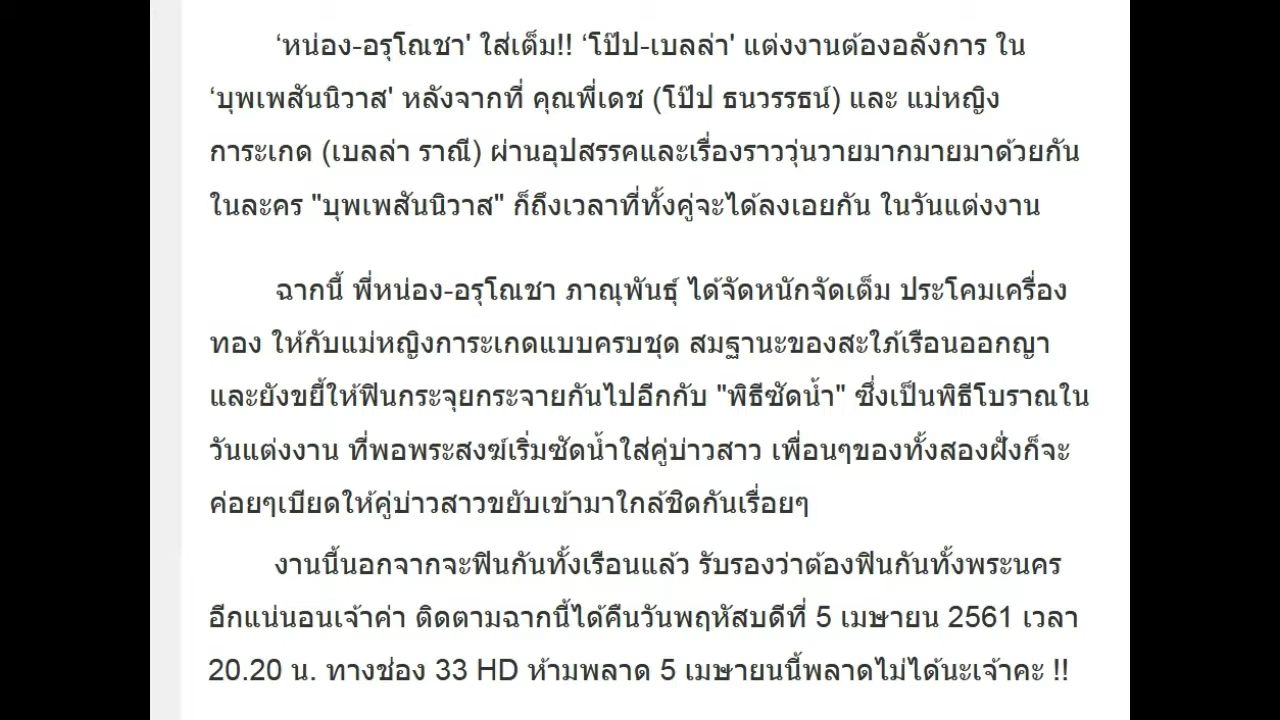 ‘หน่อง-อรุโณชา' ใส่เต็ม!! ‘โป๊ป-เบลล่า' แต่งงานต้องอลังการ ใน
‘บุพเพสันนิวาส' หลังจากที่ คุณพี่เดช (โป๊ป ธนวรรธน์) และ แม่หญิง
การะเกด (เบลล่า ราณี) ผ่านอุปสรรคและเรื่องราววุ่นวายมากมายมาด้วยกัน
ในละคร "บุพเพสันนิวาส" ก็ถึงเวลาที่ทั้งคู่จะได้ลงเอยกัน ในวันแต่งงาน
ฉากนี้ พี่หน่อง-อรุโณชา ภาณุพันธุ์ ได้จัดหนักจัดเต็ม ประโคมเครื่อง
ทอง ให้กับแม่หญิงการะเกดแบบครบชุด สมฐานะของสะใภ้เรือนออกญา
และยังขยี้ให้ฟินกระจุยกระจายกันไปอีกกับ "พิธีซัดน้ำ" ซึ่งเป็นพิธีโบราณใน
วันแต่งงาน ที่พอพระสงฆ์เริ่มซัดน้ำใส่คู่บ่าวสาว เพื่อนๆของทั้งสองฝั่งก็จะ
ค่อยๆเบียดให้คู่บ่าวสาวขยับเข้ามาใกล้ชิดกันเรื่อยๆ
งานนี้นอกจากจะฟินกันทั้งเรือนแล้ว รับรองว่าต้องฟินกันทั้งพระนคร
อีกแน่นอนเจ้าค่า ติดตามฉากนี้ได้คืนวันพฤหัสบดีที่ 5 เมษายน 2561 เวลา
20.20 น. ทางช่อง 33 HD ห้ามพลาด 5 เมษายนนี้พลาดไม่ได้นะเจ้าคะ !!